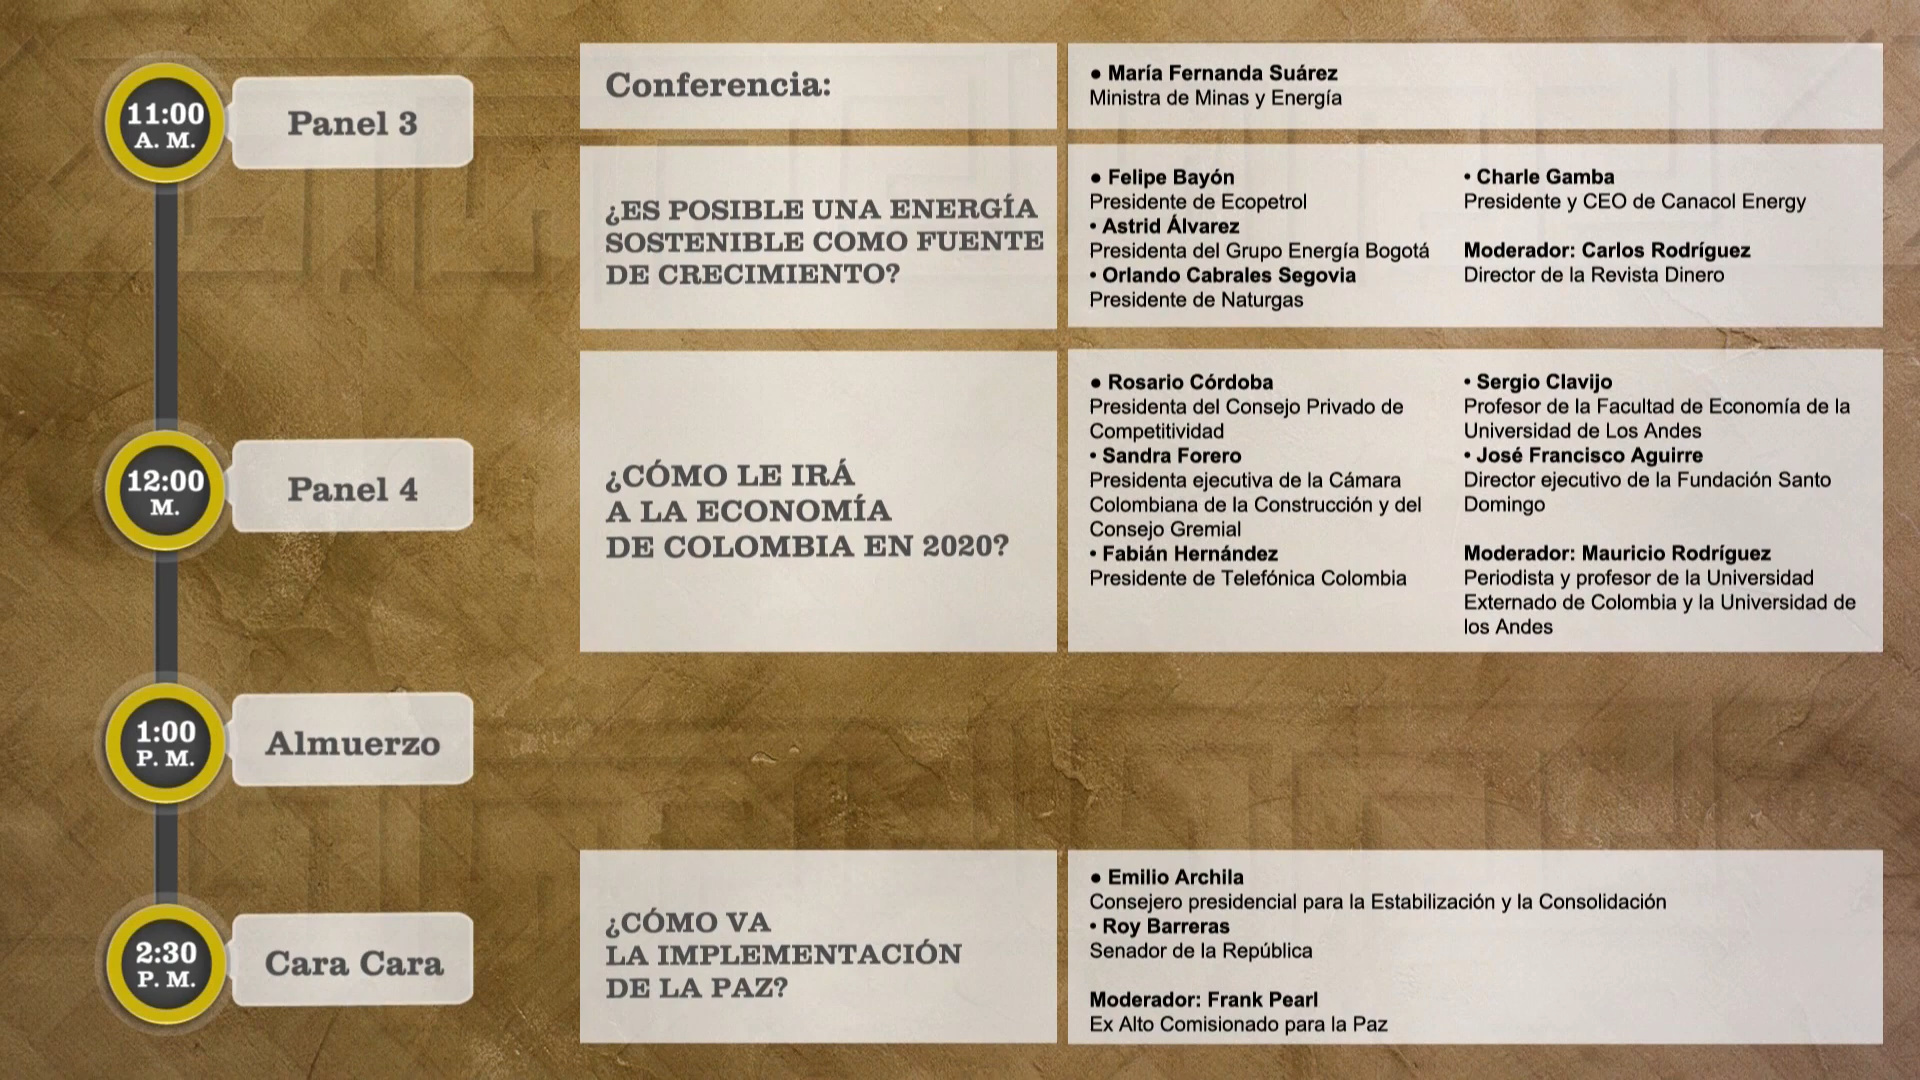 11:00
A. M.
Panel 3
Conferencia:
● María Fernanda Suárez
Ministra de Minas y Energía
¿ES POSIBLE UNA ENERGÍA
SOSTENIBLE COMO FUENTE
DE CRECIMIENTO?
● Felipe Bayón
Presidente de Ecopetrol
• Astrid Álvarez
Presidenta del Grupo Energía Bogotá
• Orlando Cabrales Segovia
Presidente de Naturgas
• Charle Gamba
Presidente y CEO de Canacol Energy
Moderador: Carlos Rodríguez
Director de la Revista Dinero
12:00
M.
Panel 4
¿CÓMO LE IRÁ
A LA ECONOMÍA
DE COLOMBIA EN 2020?
● Rosario Córdoba
Presidenta del Consejo Privado de
Competitividad
• Sandra Forero
Presidenta ejecutiva de la Cámara
Colombiana de la Construcción y del
Consejo Gremial
• Fabián Hernández
Presidente de Telefónica Colombia
• Sergio Clavijo
Profesor de la Facultad de Economía de la
Universidad de Los Andes
• José Francisco Aguirre
Director ejecutivo de la Fundación Santo
Domingo
Moderador: Mauricio Rodríguez
Periodista y profesor de la Universidad
Externado de Colombia y la Universidad de
los Andes
1:00
P. M.
Almuerzo
2:30
P. M.
Cara Cara
¿CÓMO VA
LA IMPLEMENTACIÓN
DE LA PAZ?
● Emilio Archila
Consejero presidencial para la Estabilización y la Consolidación
• Roy Barreras
Senador de la República
Moderador: Frank Pearl
Ex Alto Comisionado para la Paz